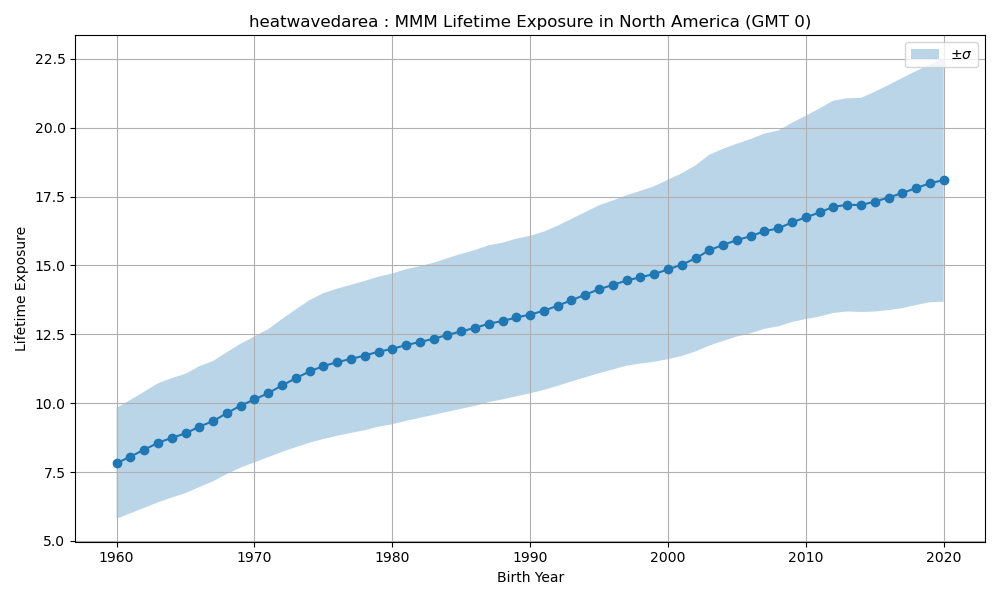 heatwavedarea : MMM Lifetime Exposure in North America (GMT 0)
±σ
Lifetime Exposure
22.5
20.0
17.5
15.0
12.5
10.0
7.5
5.0
1960 1970 1980 1990 2000 2010 2020
Birth Year